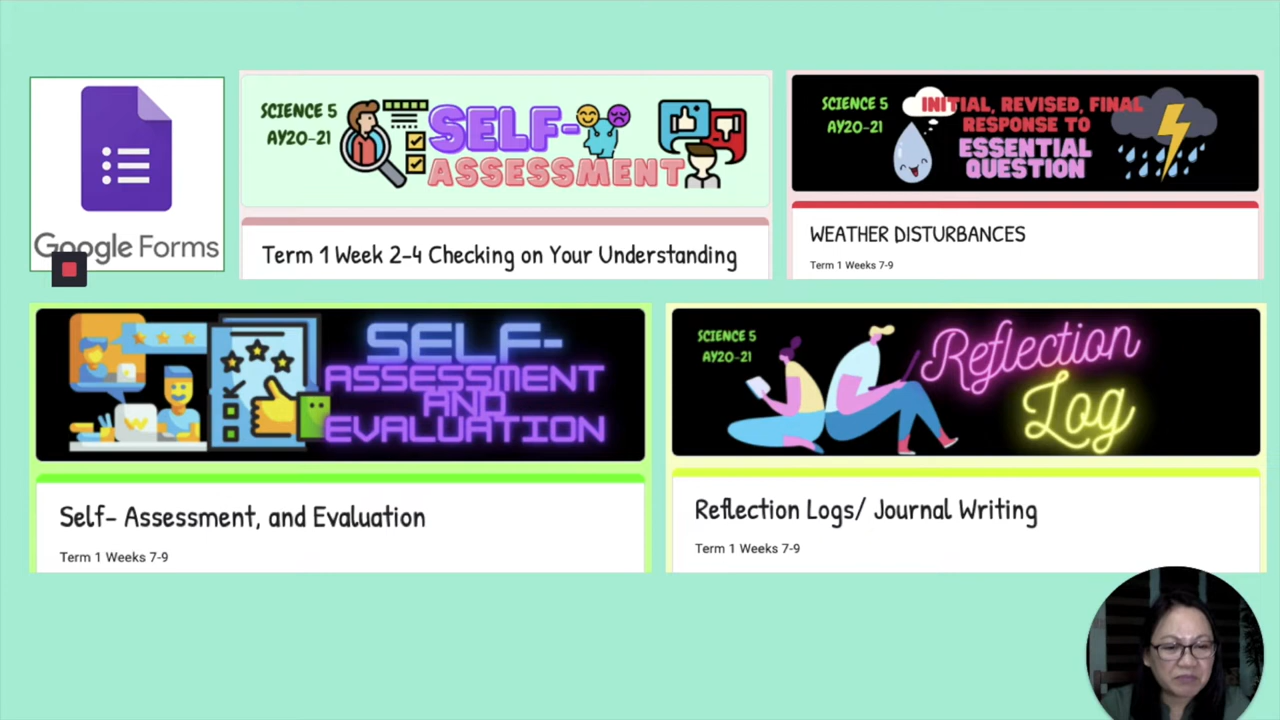 Google Forms
SCIENCE 5
AY20-21
SELF-
ASSESSMENT
Term 1 Week 2-4 Checking on Your Understanding
SCIENCE 5
AY20-21
INITIAL, REVISED, FINAL
RESPONSE TO
ESSENTIAL
QUESTION
WEATHER DISTURBANCES
Term 1 Weeks 7-9
SELF-
ASSESSMENT
AND
EVALUATION
Self- Assessment, and Evaluation
Term 1 Weeks 7-9
SCIENCE 5
AY20-21
Reflection
Log
Reflection Logs/ Journal Writing
Term 1 Weeks 7-9